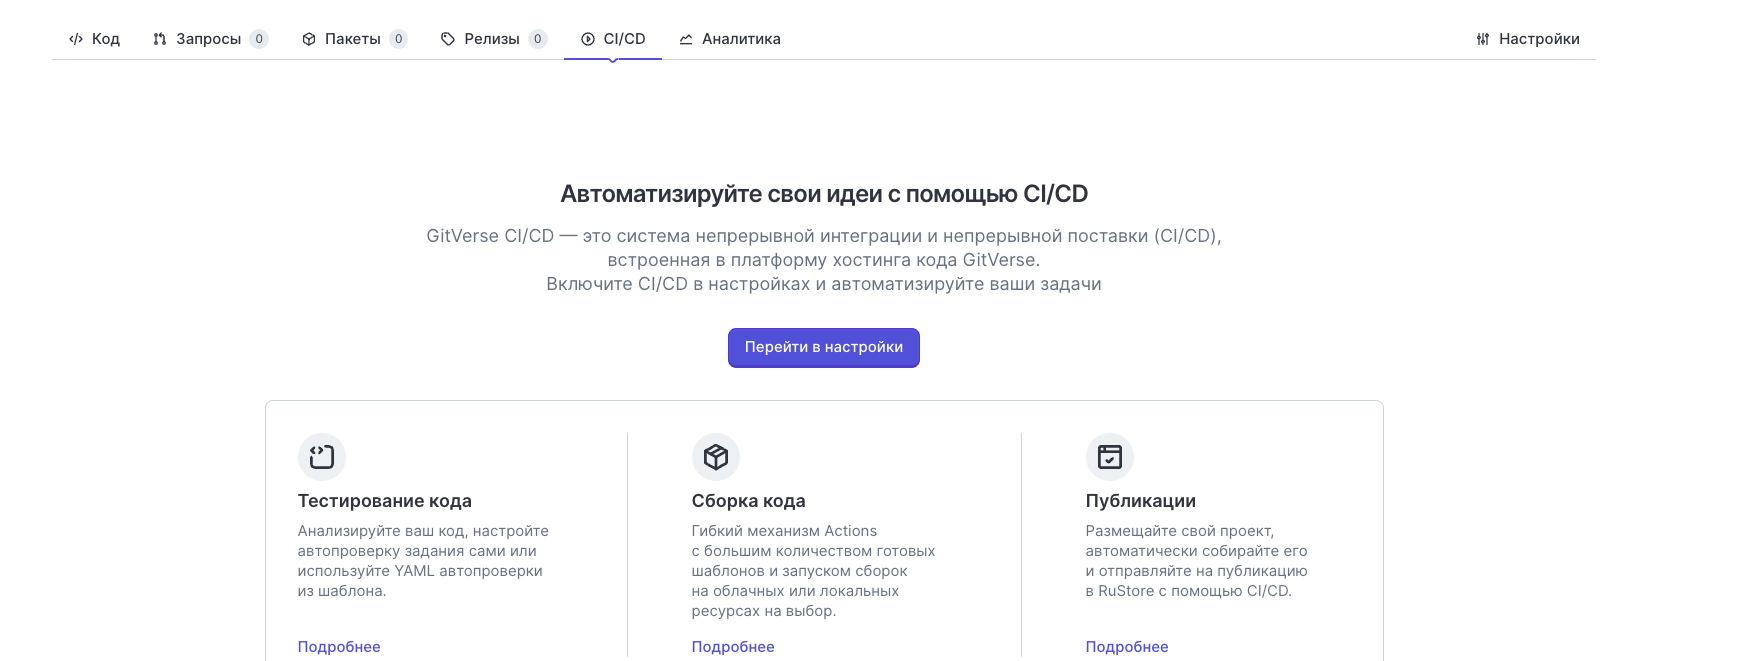 Код Запросы 0 Пакеты 0 Релизы 0 CI/CD Аналитика Настройки
Автоматизируйте свои идеи с помощью CI/CD
GitVerse CI/CD — это система непрерывной интеграции и непрерывной поставки (CI/CD),
встроенная в платформу хостинга кода GitVerse.
Включите CI/CD в настройках и автоматизируйте ваши задачи
Перейти в настройки
Тестирование кода
Анализируйте ваш код, настройте
автопроверку задания сами или
используйте YAML автопроверки
из шаблона.
Подробнее
Сборка кода
Гибкий механизм Actions
с большим количеством готовых
шаблонов и запуском сборок
на облачных или локальных
ресурсах на выбор.
Подробнее
Публикации
Размещайте свой проект,
автоматически собирайте его
и отправляйте на публикацию
в RuStore с помощью CI/CD.
Подробнее